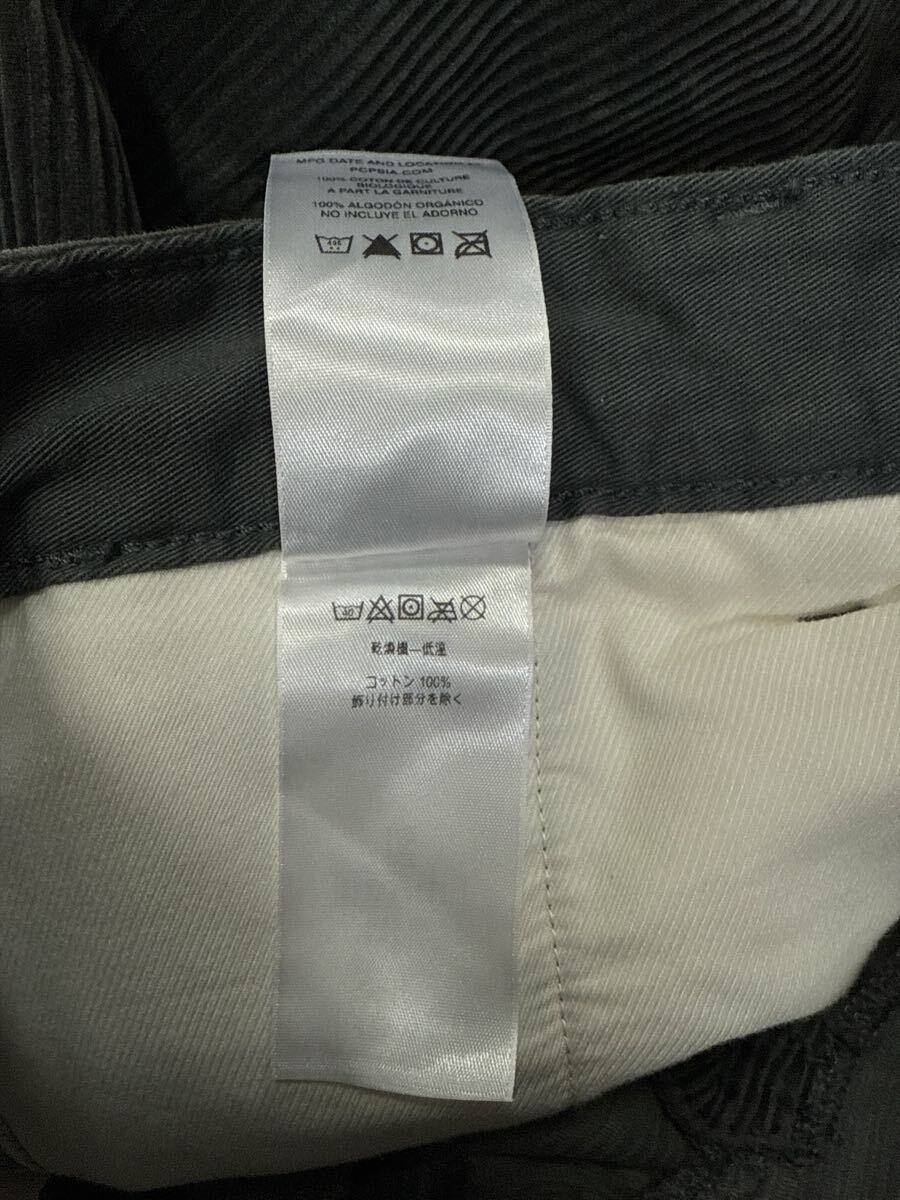 MFG DATE AND LOCATION
PCPSIA.COM
100% COTON DE CULTURE
BIOLOGIQUE
A PART LA GARNITURE
100% ALGODÓN ORGÁNICO
NO INCLUYE EL ADORNO
40
乾燥機—低温
コットン 100%
飾り付け部分を除く